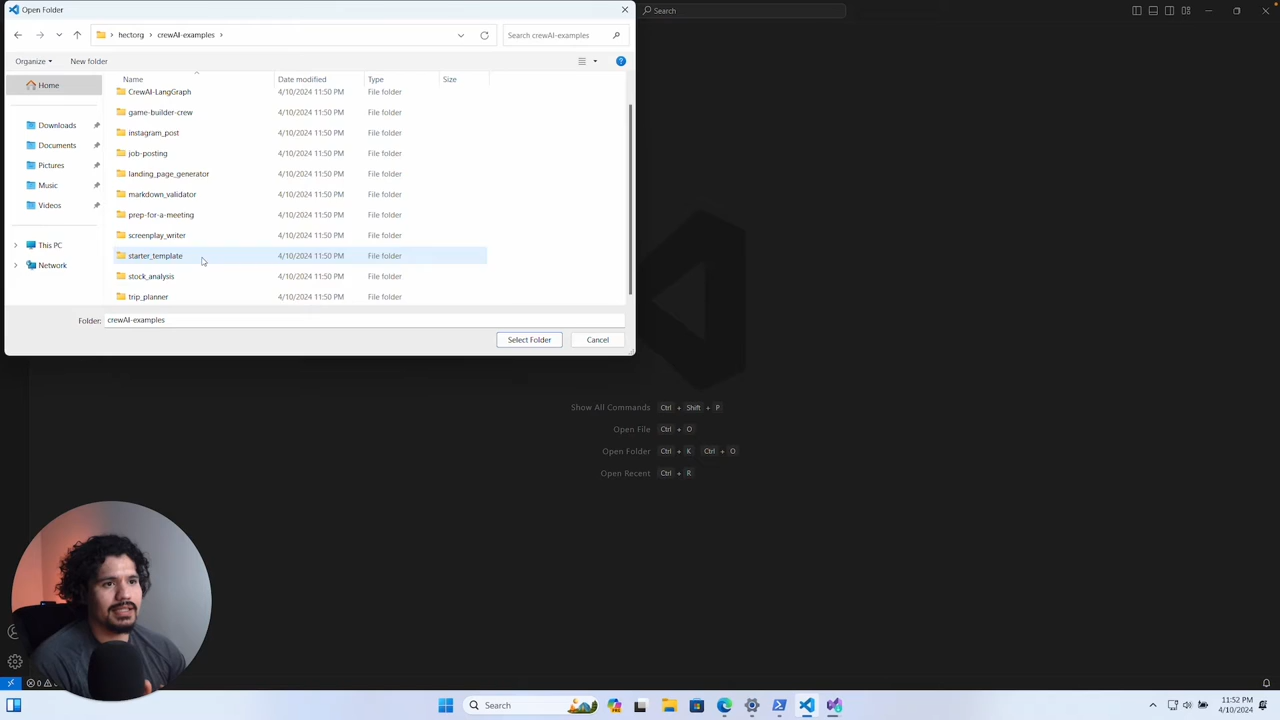 Open Folder
Search
hectorg > crewAI-examples >
Search crewAI-examples
Organize
New folder
Home
Downloads
Documents
Pictures
Music
Videos
This PC
Network
Name Date modified Type Size
CrewAI-LangGraph 4/10/2024 11:50 PM File folder
game-builder-crew 4/10/2024 11:50 PM File folder
instagram_post 4/10/2024 11:50 PM File folder
job-posting 4/10/2024 11:50 PM File folder
landing_page_generator 4/10/2024 11:50 PM File folder
markdown_validator 4/10/2024 11:50 PM File folder
prep-for-a-meeting 4/10/2024 11:50 PM File folder
screenplay_writer 4/10/2024 11:50 PM File folder
starter_template 4/10/2024 11:50 PM File folder
stock_analysis 4/10/2024 11:50 PM File folder
trip_planner 4/10/2024 11:50 PM File folder
Folder: crewAI-examples
Select Folder Cancel
Show All Commands Ctrl + Shift + P
Open File Ctrl + O
Open Folder Ctrl + K Ctrl + O
Open Recent Ctrl + R
0
Search
11:52 PM
4/10/2024